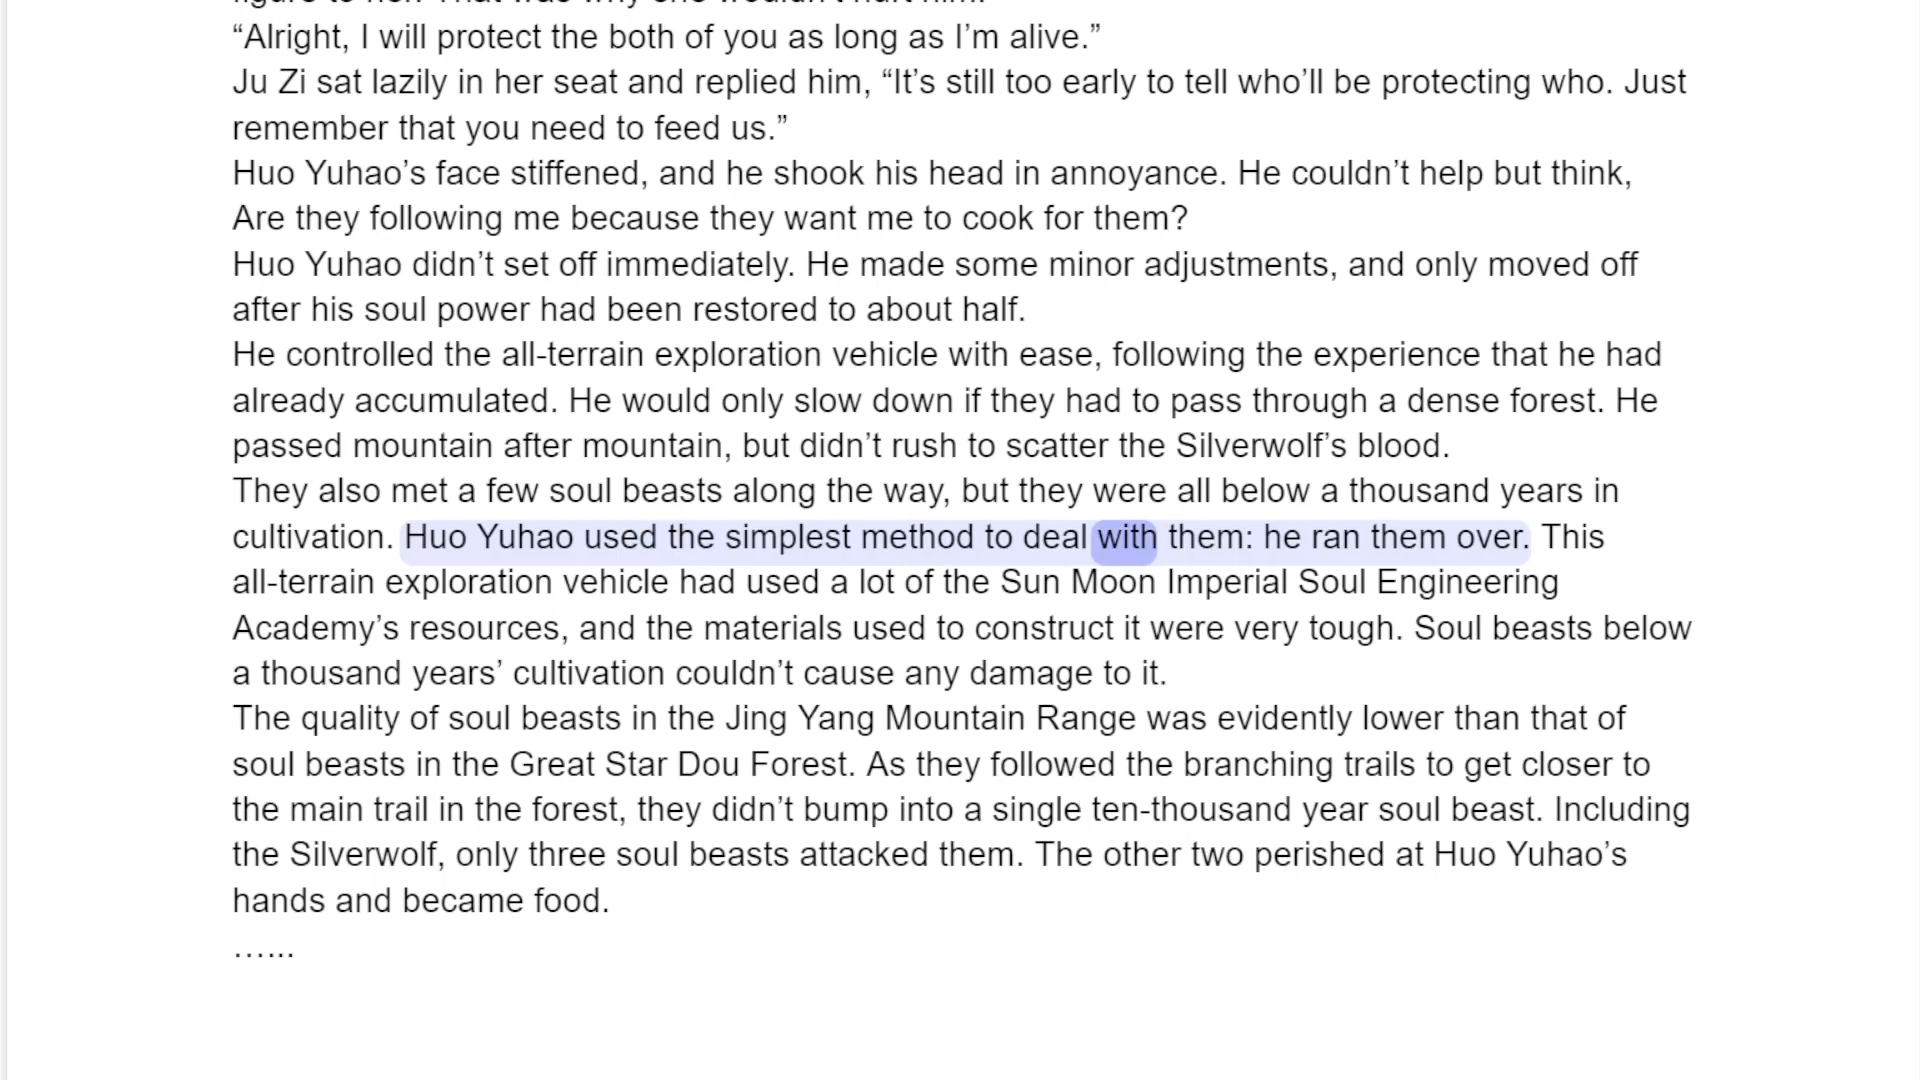 “Alright, I will protect the both of you as long as I’m alive.”
Ju Zi sat lazily in her seat and replied him, “It’s still too early to tell who’ll be protecting who. Just
remember that you need to feed us.”
Huo Yuhao’s face stiffened, and he shook his head in annoyance. He couldn’t help but think,
Are they following me because they want me to cook for them?
Huo Yuhao didn’t set off immediately. He made some minor adjustments, and only moved off
after his soul power had been restored to about half.
He controlled the all-terrain exploration vehicle with ease, following the experience that he had
already accumulated. He would only slow down if they had to pass through a dense forest. He
passed mountain after mountain, but didn’t rush to scatter the Silverwolf’s blood.
They also met a few soul beasts along the way, but they were all below a thousand years in
cultivation. Huo Yuhao used the simplest method to deal with them: he ran them over. This
all-terrain exploration vehicle had used a lot of the Sun Moon Imperial Soul Engineering
Academy’s resources, and the materials used to construct it were very tough. Soul beasts below
a thousand years’ cultivation couldn’t cause any damage to it.
The quality of soul beasts in the Jing Yang Mountain Range was evidently lower than that of
soul beasts in the Great Star Dou Forest. As they followed the branching trails to get closer to
the main trail in the forest, they didn’t bump into a single ten-thousand year soul beast. Including
the Silverwolf, only three soul beasts attacked them. The other two perished at Huo Yuhao’s
hands and became food.
…...